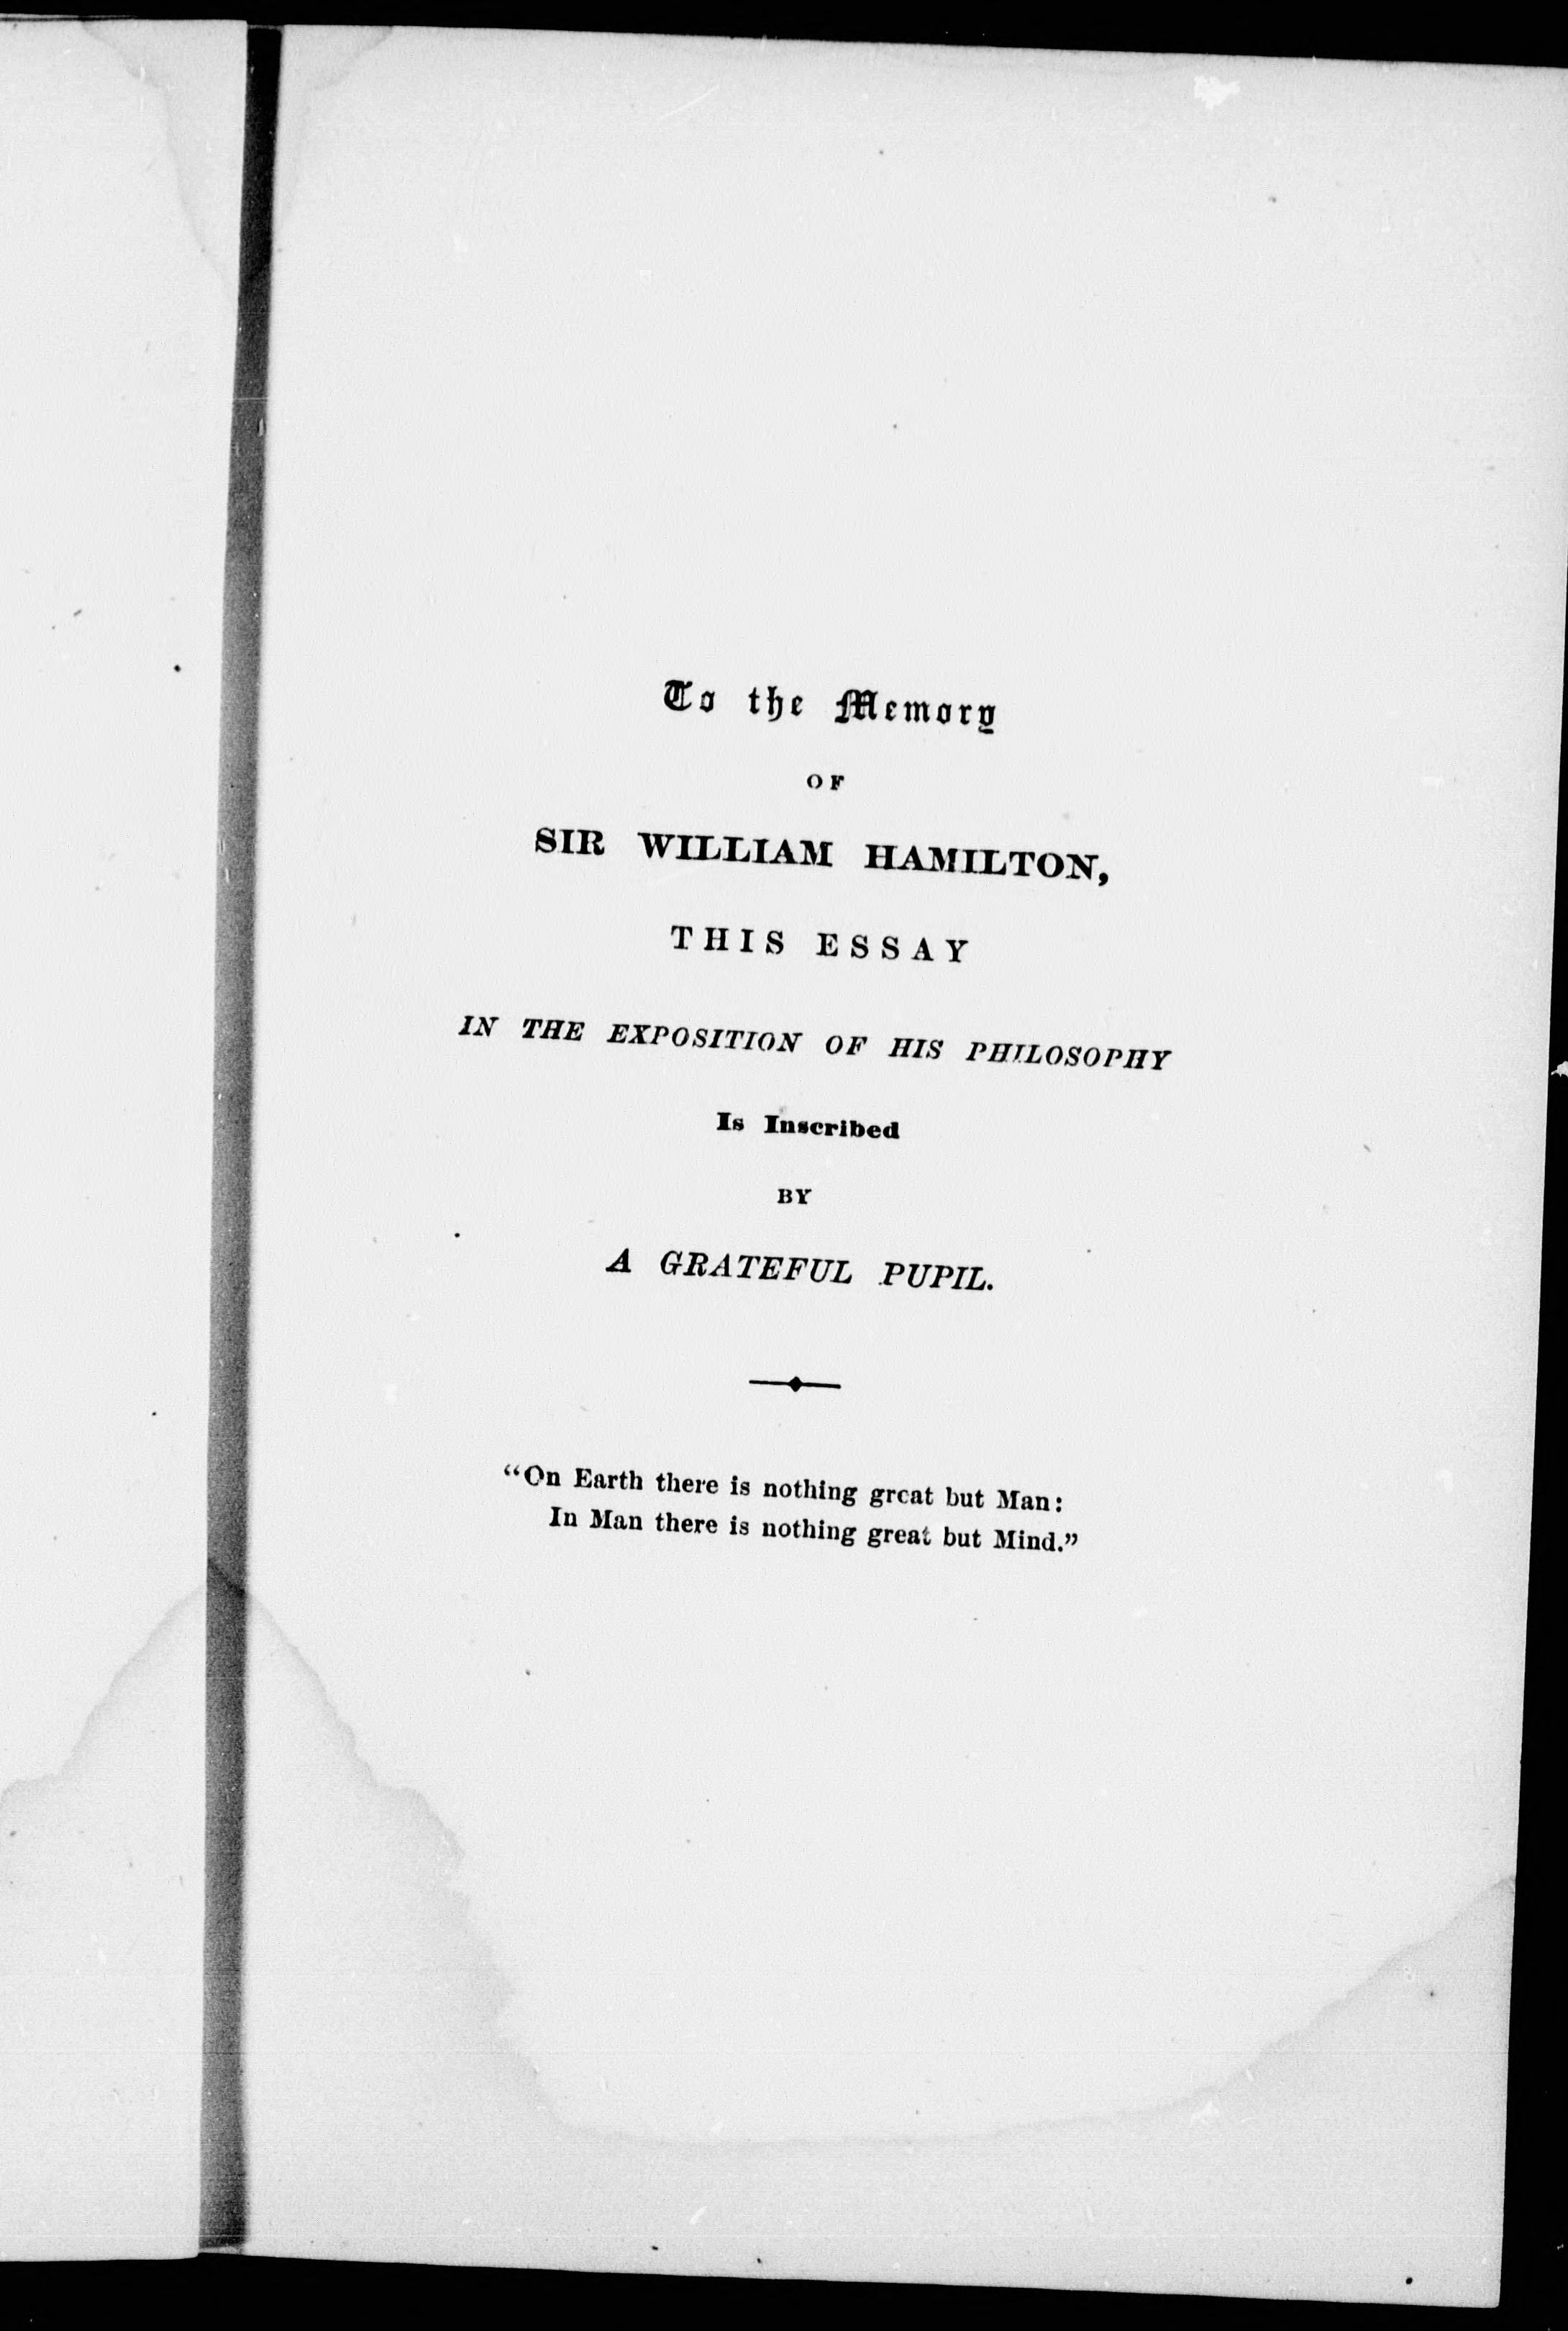 To the Memory
OF
SIR WILLIAM HAMILTON,
THIS ESSAY
IN THE EXPOSITION OF HIS PHILOSOPHY
Is Inscribed
BY
A GRATEFUL PUPIL.
“On Earth there is nothing great but Man:
In Man there is nothing great but Mind.”